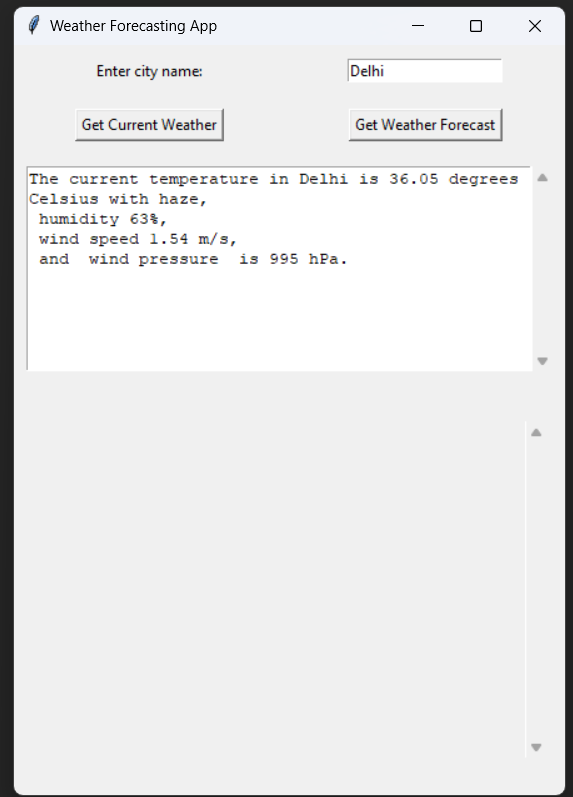 Weather Forecasting App
Enter city name:
Delhi
Get Current Weather
Get Weather Forecast
The current temperature in Delhi is 36.05 degrees
Celsius with haze,
 humidity 63%,
 wind speed 1.54 m/s,
 and  wind pressure  is 995 hPa.